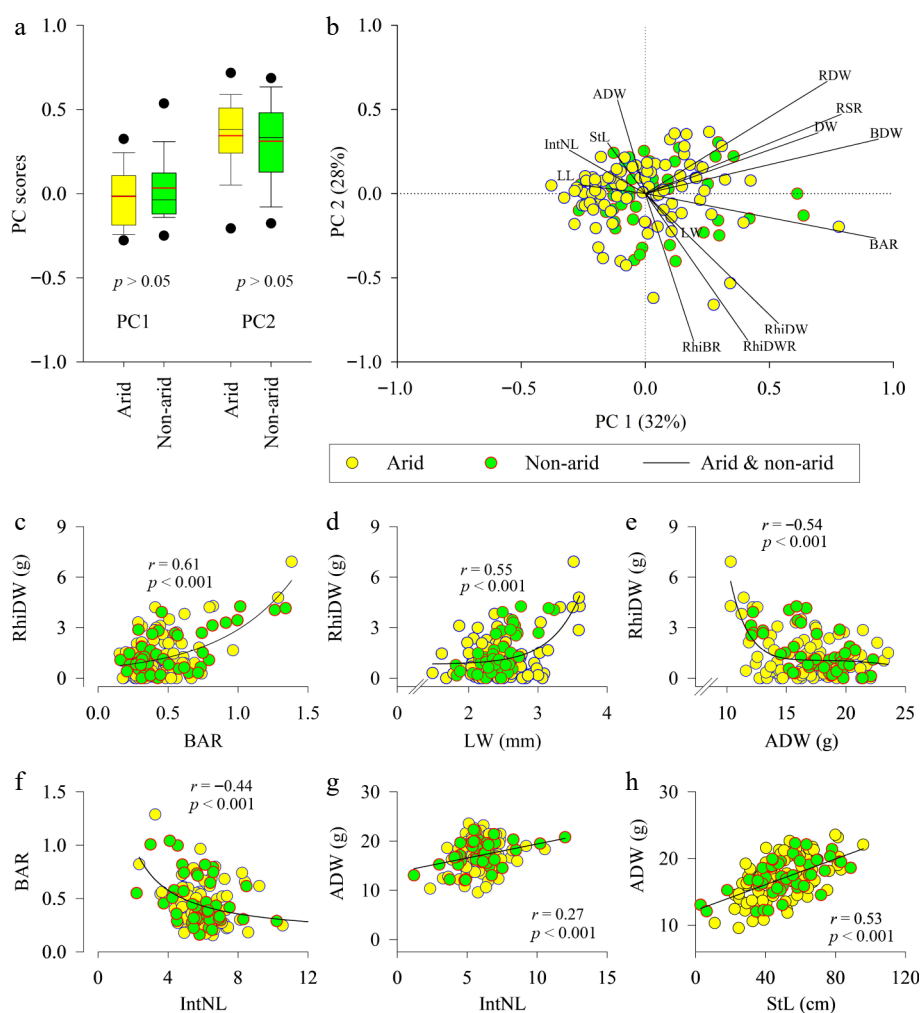 a
1.0
0.5
0.0
−0.5
−1.0
PC scores
p > 0.05
p > 0.05
PC1
PC2
Arid
Non-arid
Arid
Non-arid
b
1.0
0.5
0.0
−0.5
−1.0
PC 2 (28%)
ADW
RDW
RSR
DW
BDW
StL
IntNL
LL
LW
BAR
RhiDW
RhiBR
RhiDWR
−1.0
−0.5
0.0
0.5
1.0
PC 1 (32%)
Arid
Non-arid
Arid & non-arid
c
9
6
3
0
RhiDW (g)
r = 0.61
p < 0.001
0.0
0.5
1.0
1.5
BAR
d
9
6
3
0
RhiDW (g)
r = 0.55
p < 0.001
2
3
4
LW (mm)
e
9
6
3
0
RhiDW (g)
r = −0.54
p < 0.001
10
15
20
25
ADW (g)
f
1.5
1.0
0.5
0.0
BAR
r = −0.44
p < 0.001
0
4
8
12
IntNL
g
30
20
10
0
ADW (g)
r = 0.27
p < 0.001
0
5
10
15
IntNL
h
30
20
10
ADW (g)
r = 0.53
p < 0.001
0
40
80
120
StL (cm)